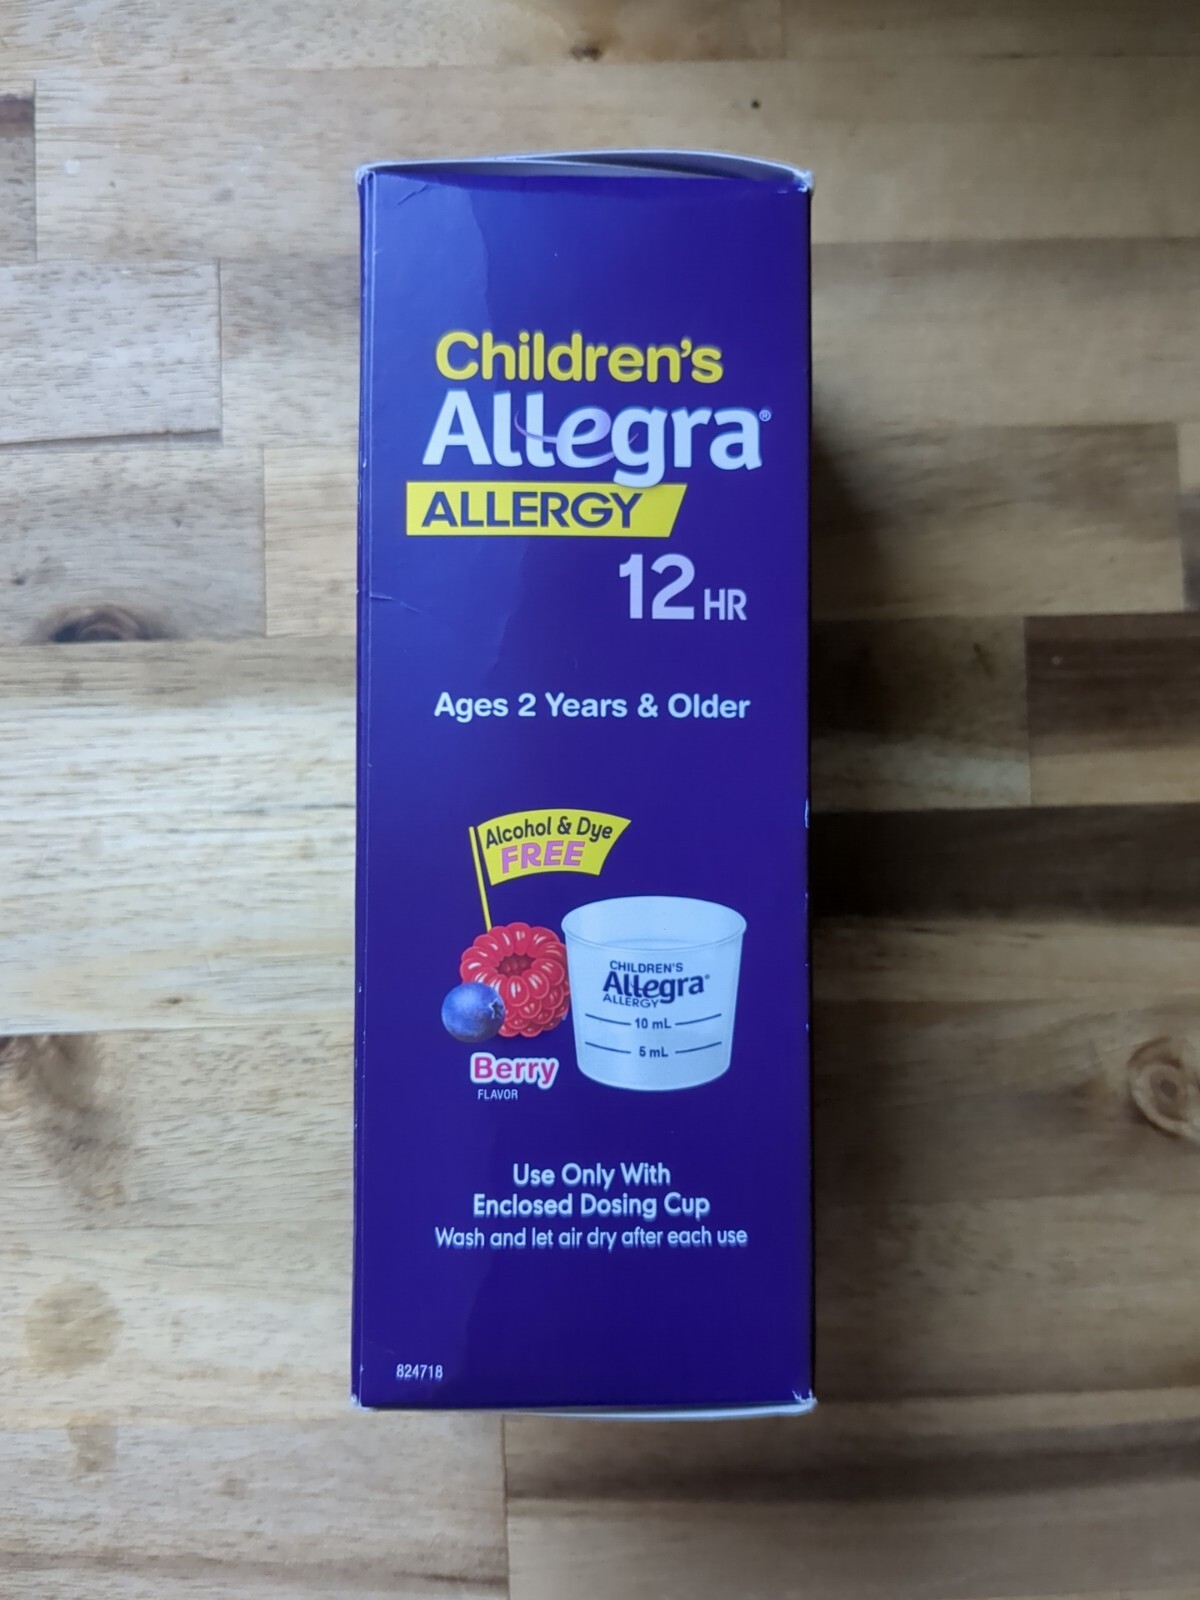 Children's
Allegra®
ALLERGY
12 HR
Ages 2 Years & Older
Alcohol & Dye
FREE
CHILDREN'S
Allegra®
ALLERGY
10 mL
5 mL
Berry
FLAVOR
Use Only With
Enclosed Dosing Cup
Wash and let air dry after each use
824718